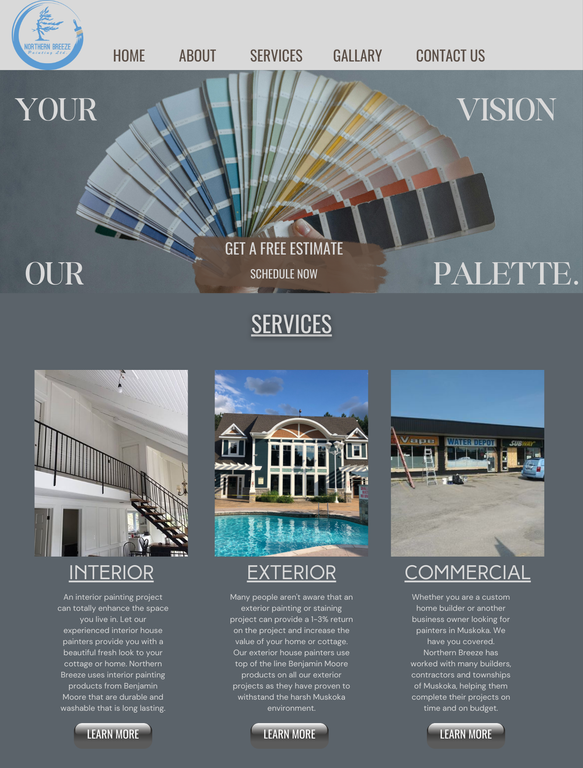 NORTHERN BREEZE
Painting Ltd.
HOME ABOUT SERVICES GALLARY CONTACT US
YOUR VISION
GET A FREE ESTIMATE
OUR PALETTE.
SCHEDULE NOW
SERVICES
Vape WATER DEPOT SUBWAY
INTERIOR
An interior painting project
can totally enhance the space
you live in. Let our
experienced interior house
painters provide you with a
beautiful fresh look to your
cottage or home. Northern
Breeze uses interior painting
products from Benjamin
Moore that are durable and
washable that is long lasting.
LEARN MORE
EXTERIOR
Many people aren't aware that an
exterior painting or staining
project can provide a 1-3% return
on the project and increase the
value of your home or cottage.
Our exterior house painters use
top of the line Benjamin Moore
products on all our exterior
projects as they have proven to
withstand the harsh Muskoka
environment.
LEARN MORE
COMMERCIAL
Whether you are a custom
home builder or another
business owner looking for
painters in Muskoka. We
have you covered.
Northern Breeze has
worked with many builders,
contractors and townships
of Muskoka, helping them
complete their projects on
time and on budget.
LEARN MORE